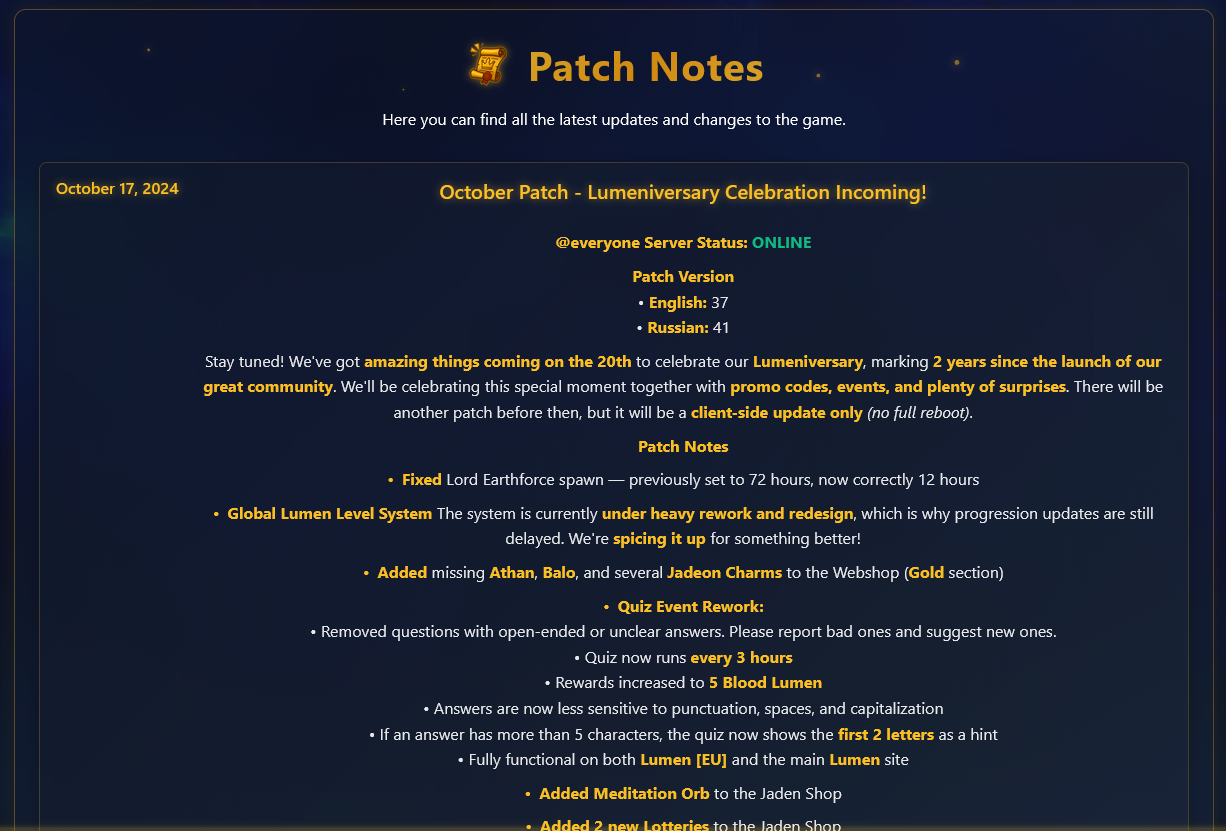 Patch Notes
Here you can find all the latest updates and changes to the game.
October 17, 2024
October Patch - Lumeniversary Celebration Incoming!
@everyone Server Status: ONLINE
Patch Version
• English: 37
• Russian: 41
Stay tuned! We've got amazing things coming on the 20th to celebrate our Lumeniversary, marking 2 years since the launch of our
great community. We'll be celebrating this special moment together with promo codes, events, and plenty of surprises. There will be
another patch before then, but it will be a client-side update only (no full reboot).
Patch Notes
• Fixed Lord Earthforce spawn — previously set to 72 hours, now correctly 12 hours
• Global Lumen Level System The system is currently under heavy rework and redesign, which is why progression updates are still
delayed. We're spicing it up for something better!
• Added missing Athan, Balo, and several Jadeon Charms to the Webshop (Gold section)
• Quiz Event Rework:
• Removed questions with open-ended or unclear answers. Please report bad ones and suggest new ones.
• Quiz now runs every 3 hours
• Rewards increased to 5 Blood Lumen
• Answers are now less sensitive to punctuation, spaces, and capitalization
• If an answer has more than 5 characters, the quiz now shows the first 2 letters as a hint
• Fully functional on both Lumen [EU] and the main Lumen site
• Added Meditation Orb to the Jaden Shop
• Added 2 new Lotteries to the Jaden Shop